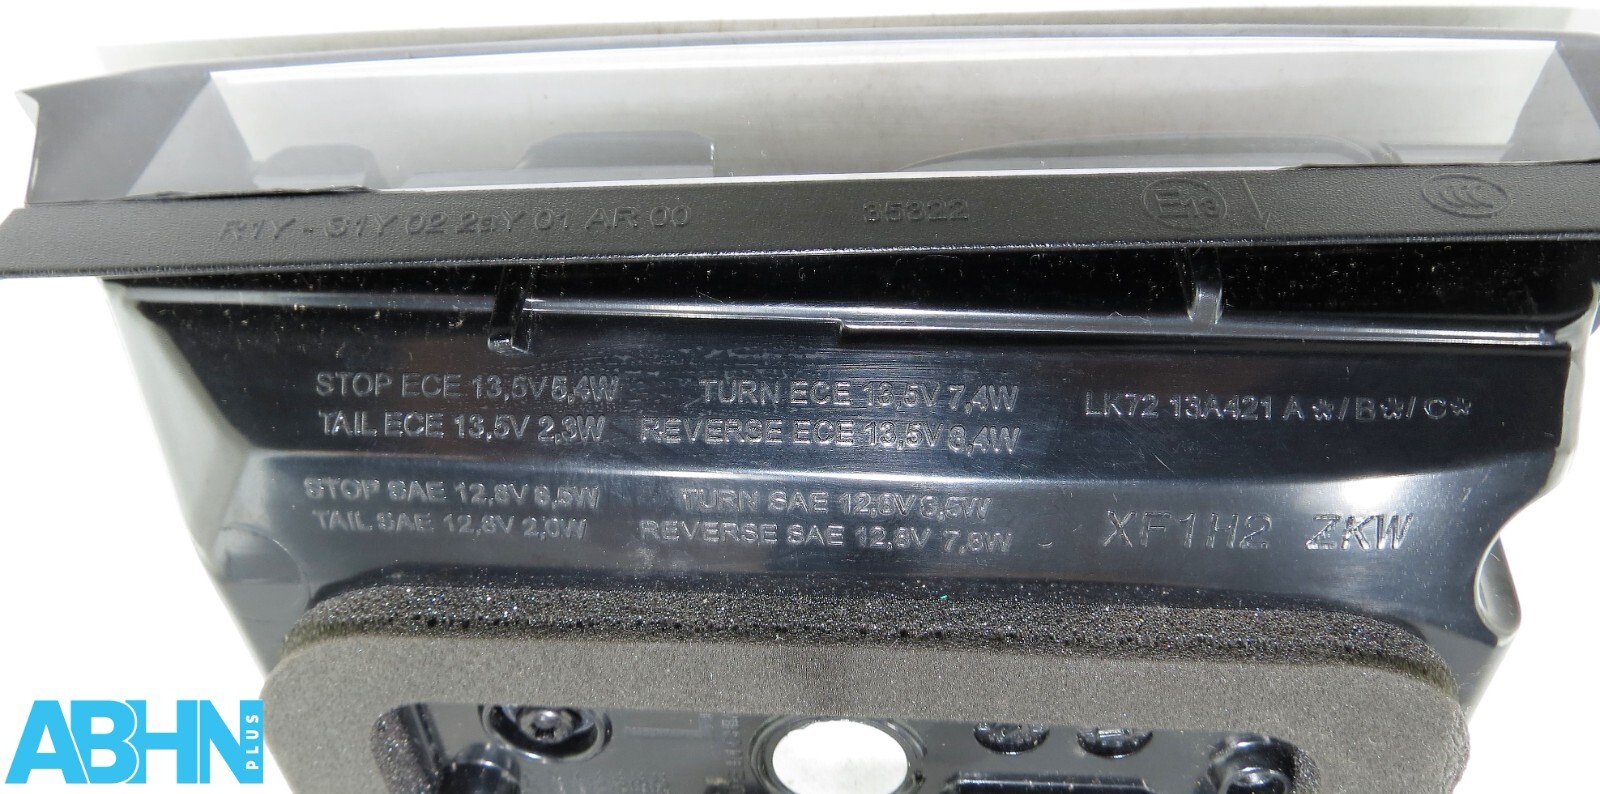 R1Y - S1Y 02 2aY 01 AR 00
35322
E13
CCC
STOP ECE 13,5V 5,4W
TAIL ECE 13,5V 2,3W
TURN ECE 13,5V 7,4W
REVERSE ECE 13,5V 8,4W
LK72 13A421 A*/B*/C*
STOP SAE 12,8V 6,5W
TAIL SAE 12,8V 2,0W
TURN SAE 12,8V 8,5W
REVERSE SAE 12,8V 7,8W
XF1H2 ZKW
ABHN
PLUS